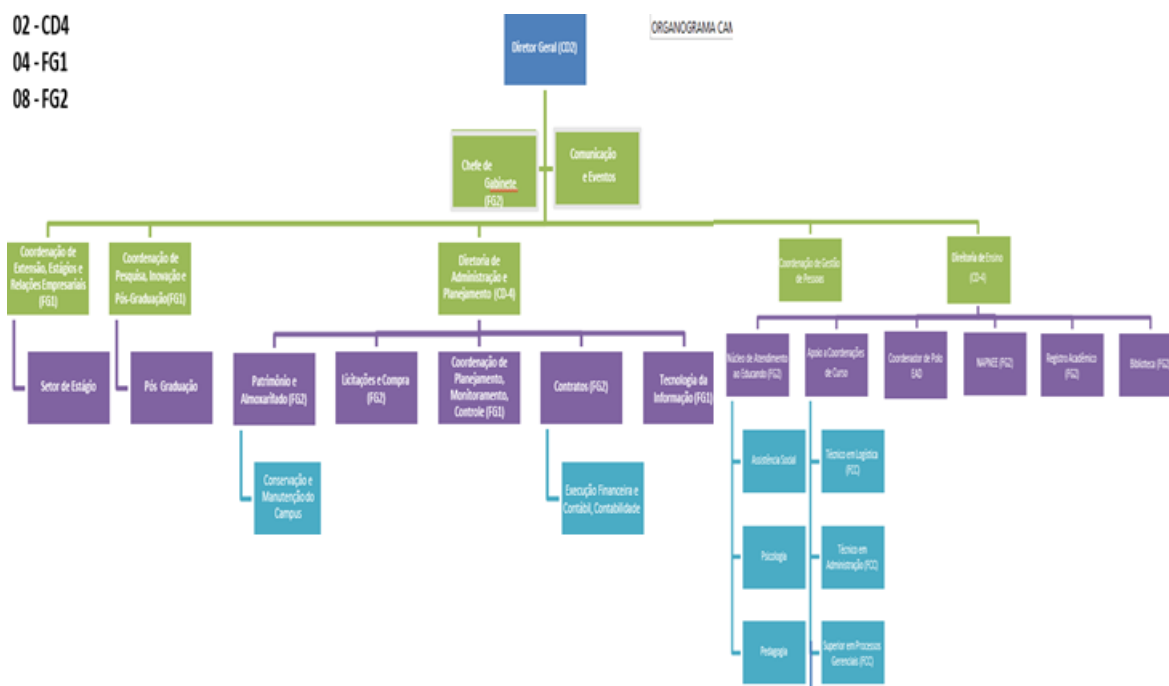 02 - CD4
04 - FG1
08 - FG2
ORGANOGRAMA CAM
Diretor Geral (CD2)
Chefe de
Gabinete
(FG2)
Comunicação
e Eventos
Coordenação de
Extensão, Estágios e
Relações Empresariais
(FG1)
Coordenação de
Pesquisa, Inovação e
Pós-Graduação(FG1)
Diretoria de
Administração e
Planejamento (CD-4)
Coordenação de Gestão
de Pessoas
Diretoria de Ensino
(CD-4)
Setor de Estágio
Pós Graduação
Patrimônio e
Almoxarifado (FG2)
Licitações e Compra
(FG2)
Coordenação de
Planejamento,
Monitoramento,
Controle (FG1)
Contratos (FG2)
Tecnologia da
Informação (FG1)
Núcleo de Atendimento
ao Educando (FG2)
Apoio a Coordenações
de Curso
Coordenador de Polo
EAD
NAPNEE (FG2)
Registro Acadêmico
(FG2)
Biblioteca (FG2)
Conservação e
Manutenção do
Campus
Execução Financeira e
Contábil, Contabilidade
Assistência Social
Técnico em Logística
(FCC)
Psicologia
Técnico em
Administração (FCC)
Pedagogia
Superior em Processos
Gerenciais (FCC)